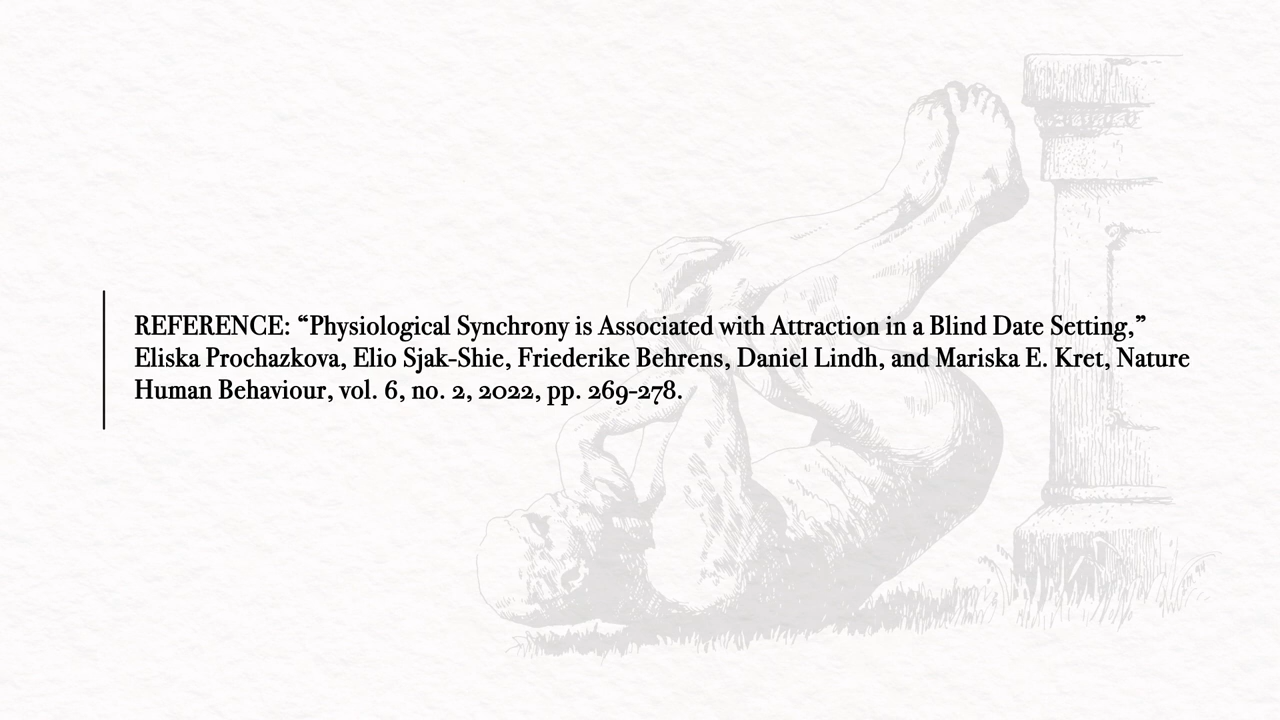 REFERENCE: “Physiological Synchrony is Associated with Attraction in a Blind Date Setting,”
Eliska Prochazkova, Elio Sjak-Shie, Friederike Behrens, Daniel Lindh, and Mariska E. Kret, Nature
Human Behaviour, vol. 6, no. 2, 2022, pp. 269-278.